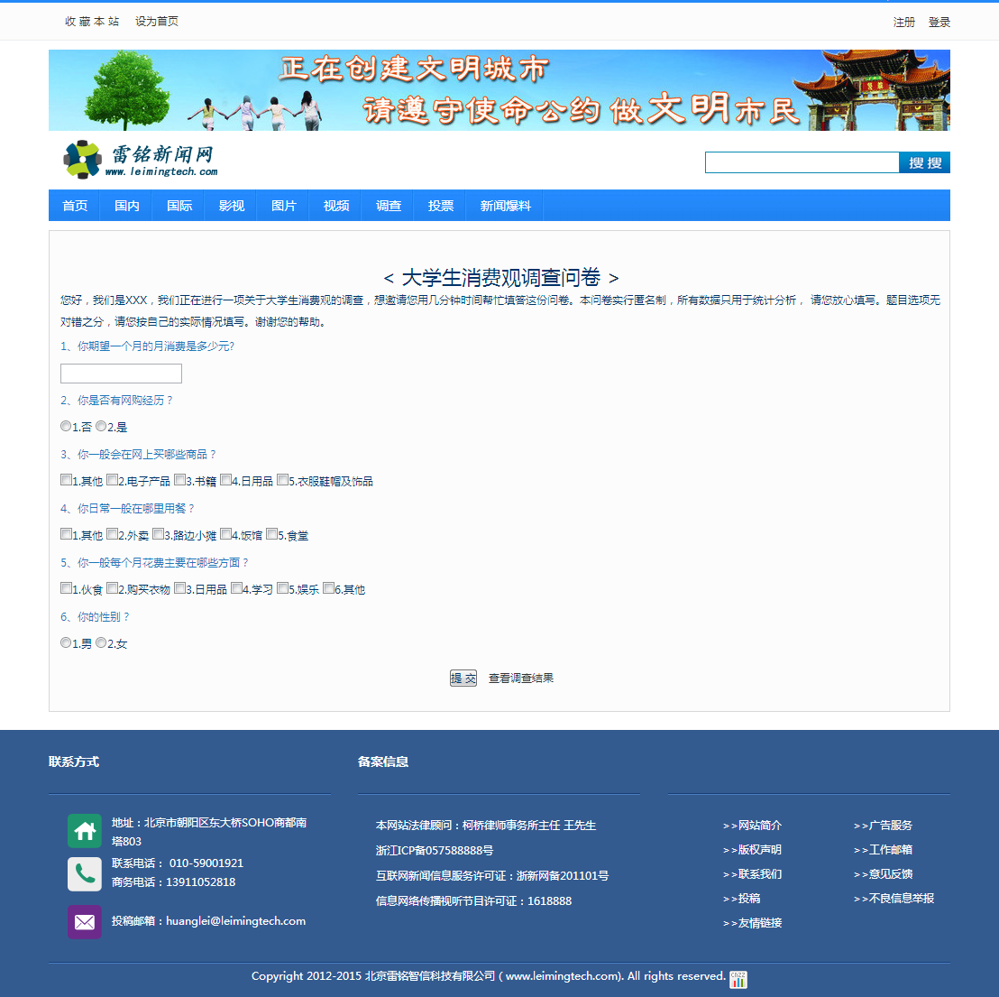 收 藏 本 站 设为首页 注册 登录
正在创建文明城市
请遵守使命公约 做文明市民
雷铭新闻网
www.leimingtech.com
搜 搜
首页 国内 国际 影视 图片 视频 调查 投票 新闻爆料
< 大学生消费观调查问卷 >
您好，我们是XXX，我们正在进行一项关于大学生消费观的调查，想邀请您用几分钟时间帮忙填答这份问卷。本问卷实行匿名制，所有数据只用于统计分析， 请您放心填写。题目选项无
对错之分，请您按自己的实际情况填写。谢谢您的帮助。
1、你期望一个月的月消费是多少元?
2、你是否有网购经历？
1.否 2.是
3、你一般会在网上买哪些商品？
1.其他 2.电子产品 3.书籍 4.日用品 5.衣服鞋帽及饰品
4、你日常一般在哪里用餐？
1.其他 2.外卖 3.路边小摊 4.饭馆 5.食堂
5、你一般每个月花费主要在哪些方面？
1.伙食 2.购买衣物 3.日用品 4.学习 5.娱乐 6.其他
6、你的性别？
1.男 2.女
提 交 查看调查结果
联系方式
地址：北京市朝阳区东大桥SOHO商都南
塔803
联系电话： 010-59001921
商务电话：13911052818
投稿邮箱：huanglei@leimingtech.com
备案信息
本网站法律顾问：柯桥律师事务所主任 王先生
浙江ICP备057588888号
互联网新闻信息服务许可证：浙新网备201101号
信息网络传播视听节目许可证：1618888
>>网站简介 >>广告服务
>>版权声明 >>工作邮箱
>>联系我们 >>意见反馈
>>投稿 >>不良信息举报
>>友情链接
Copyright 2012-2015 北京雷铭智信科技有限公司（www.leimingtech.com). All rights reserved. CNZZ